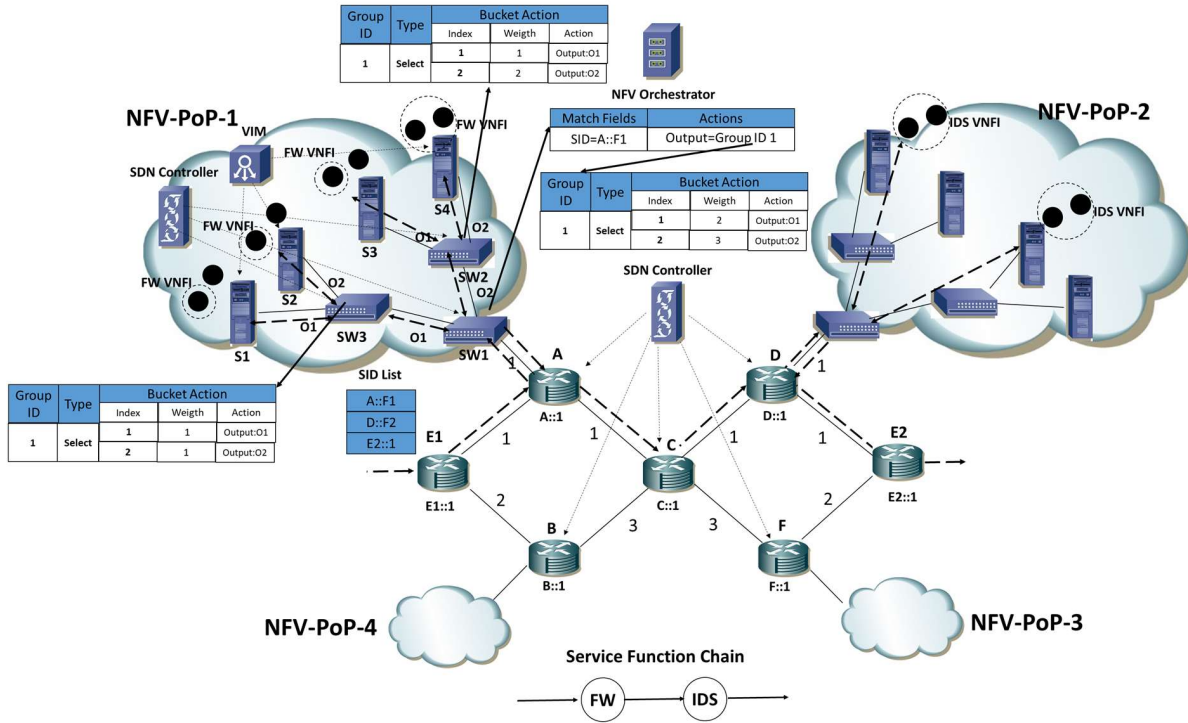 Group ID Type Bucket Action
Index Weigth Action
1 Select 1 1 Output:O1
2 2 Output:O2
NFV Orchestrator
NFV-PoP-1
NFV-PoP-2
VIM
FW VNFI
FW VNFI
IDS VNFI
SDN Controller
S4
O2
O1
S3
SW2
O2
Match Fields Actions
SID=A::F1 Output=Group ID 1
Group ID Type Bucket Action
Index Weigth Action
1 Select 1 2 Output:O1
2 3 Output:O2
IDS VNFI
FW VNFI
S2
O2
FW VNFI
S1
O1
SW3
O1
SW1
SDN Controller
1
A
A::1
D
D::1
1
Group ID Type Bucket Action
Index Weigth Action
1 Select 1 1 Output:O1
2 1 Output:O2
SID List
A::F1
D::F2
E2::1
E1
E1::1
1
1
C
C::1
1
1
E2
E2::1
2
B
B::1
3
3
F
F::1
2
NFV-PoP-4
NFV-PoP-3
Service Function Chain
FW
IDS